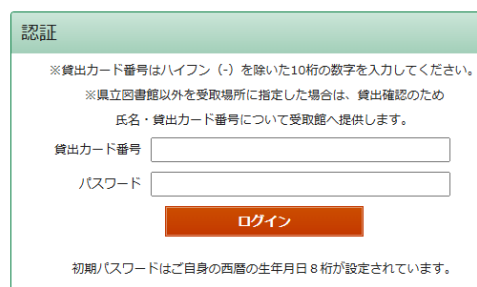 認証
※貸出カード番号はハイフン（-）を除いた10桁の数字を入力してください。
※県立図書館以外を受取場所に指定した場合は、貸出確認のため
氏名・貸出カード番号について受取館へ提供します。
貸出カード番号
パスワード
ログイン
初期パスワードはご自身の西暦の生年月日８桁が設定されています。